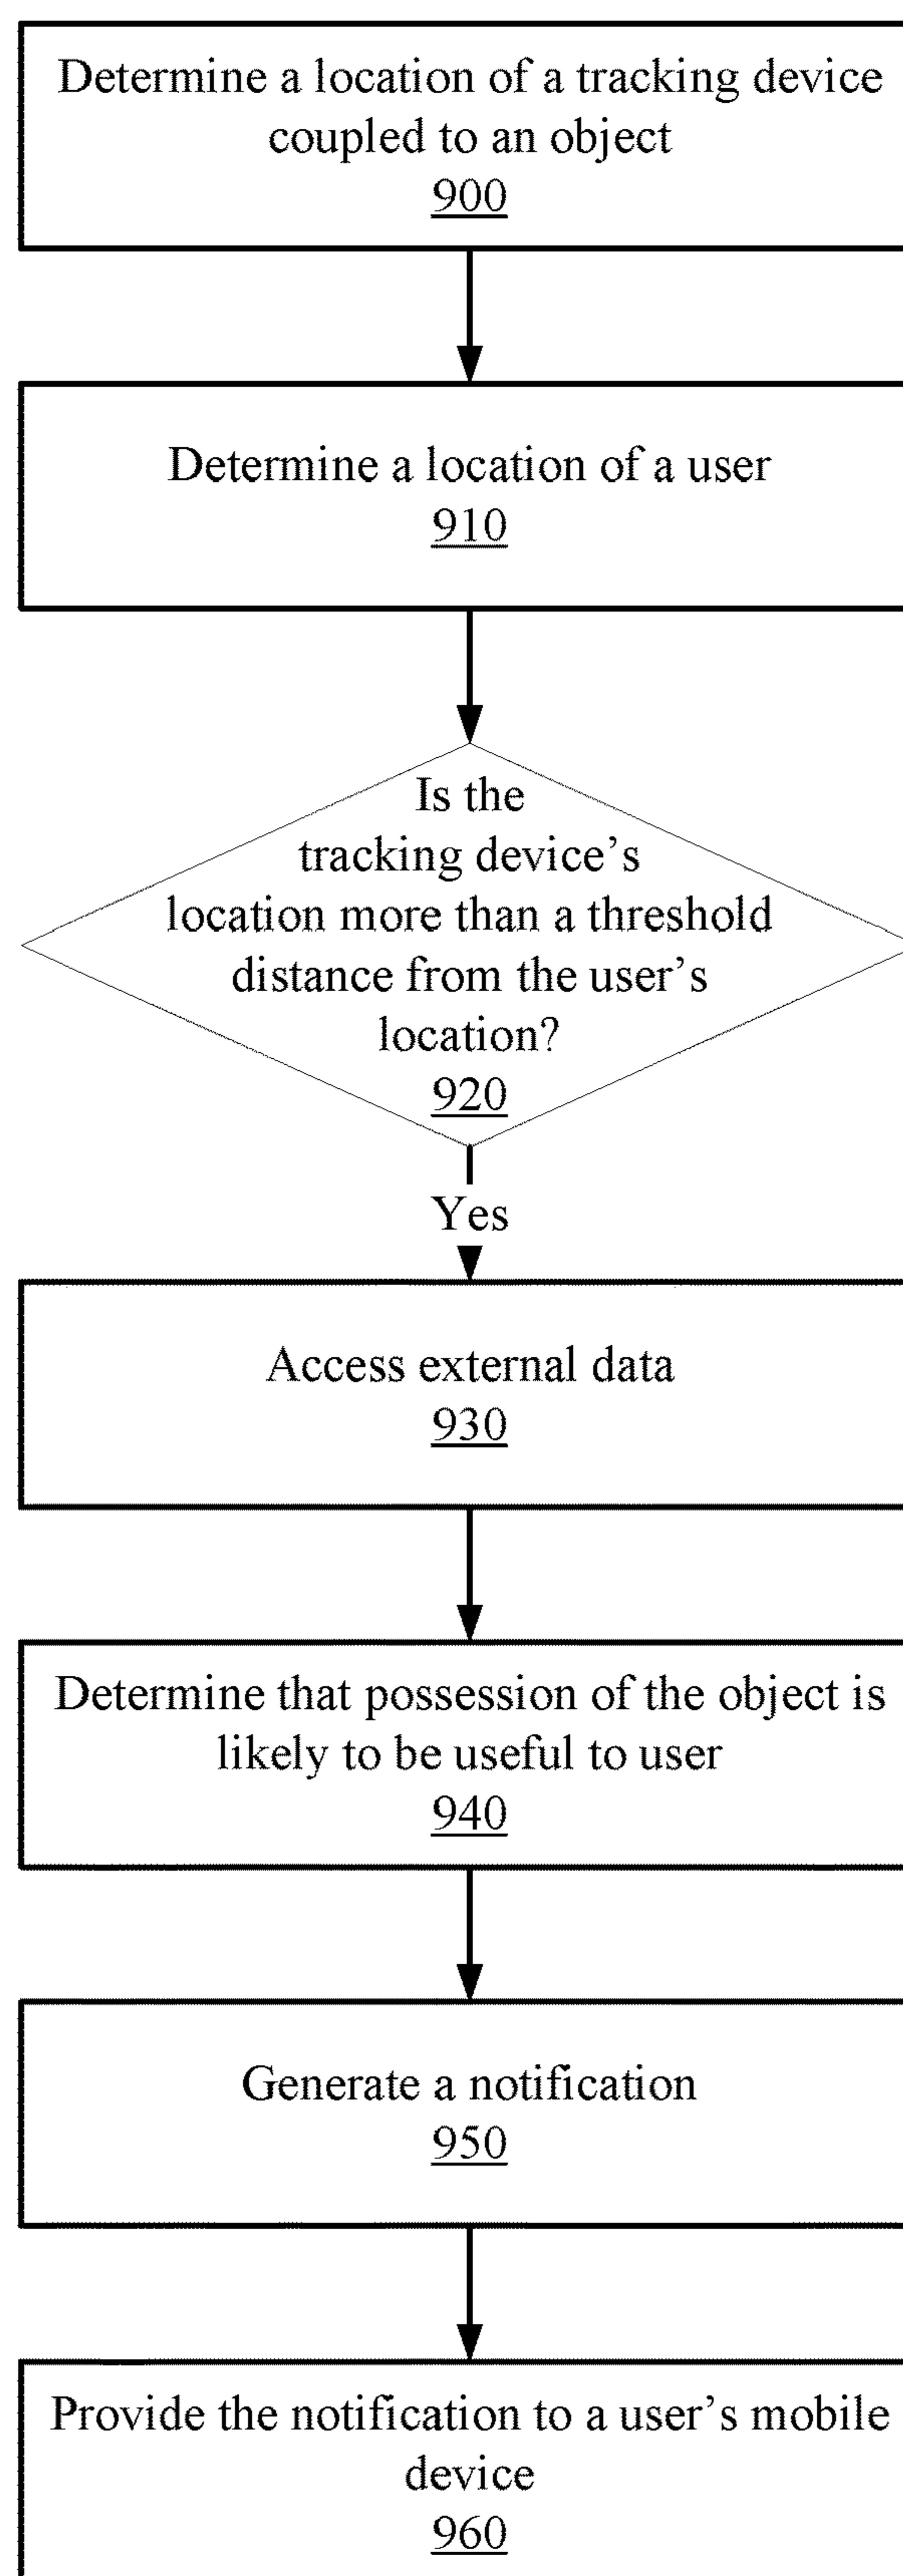 Determine a location of a tracking device
coupled to an object
900
Determine a location of a user
910
Is the
tracking device’s
location more than a threshold
distance from the user’s
location?
920
Yes
Access external data
930
Determine that possession of the object is
likely to be useful to user
940
Generate a notification
950
Provide the notification to a user’s mobile
device
960